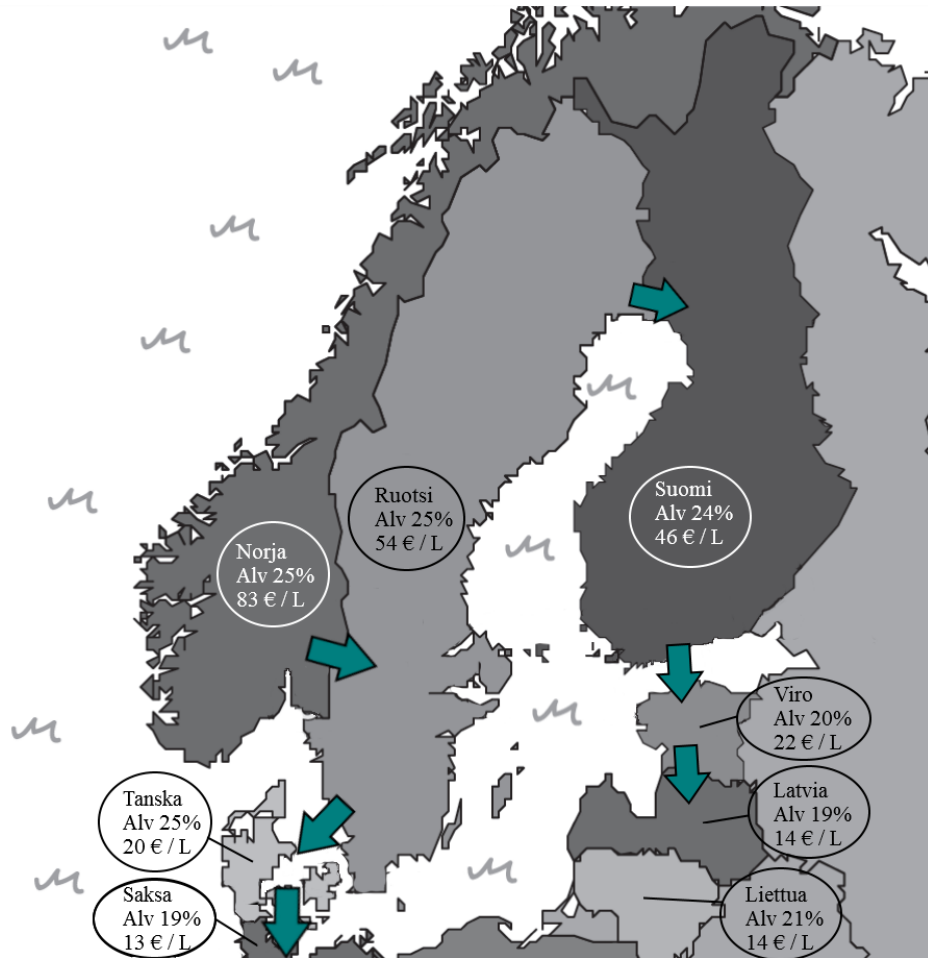 Ruotsi
Alv 25%
54 € / L
Suomi
Alv 24%
46 € / L
Norja
Alv 25%
83 € / L
Viro
Alv 20%
22 € / L
Tanska
Alv 25%
20 € / L
Latvia
Alv 19%
14 € / L
Saksa
Alv 19%
13 € / L
Liettua
Alv 21%
14 € / L